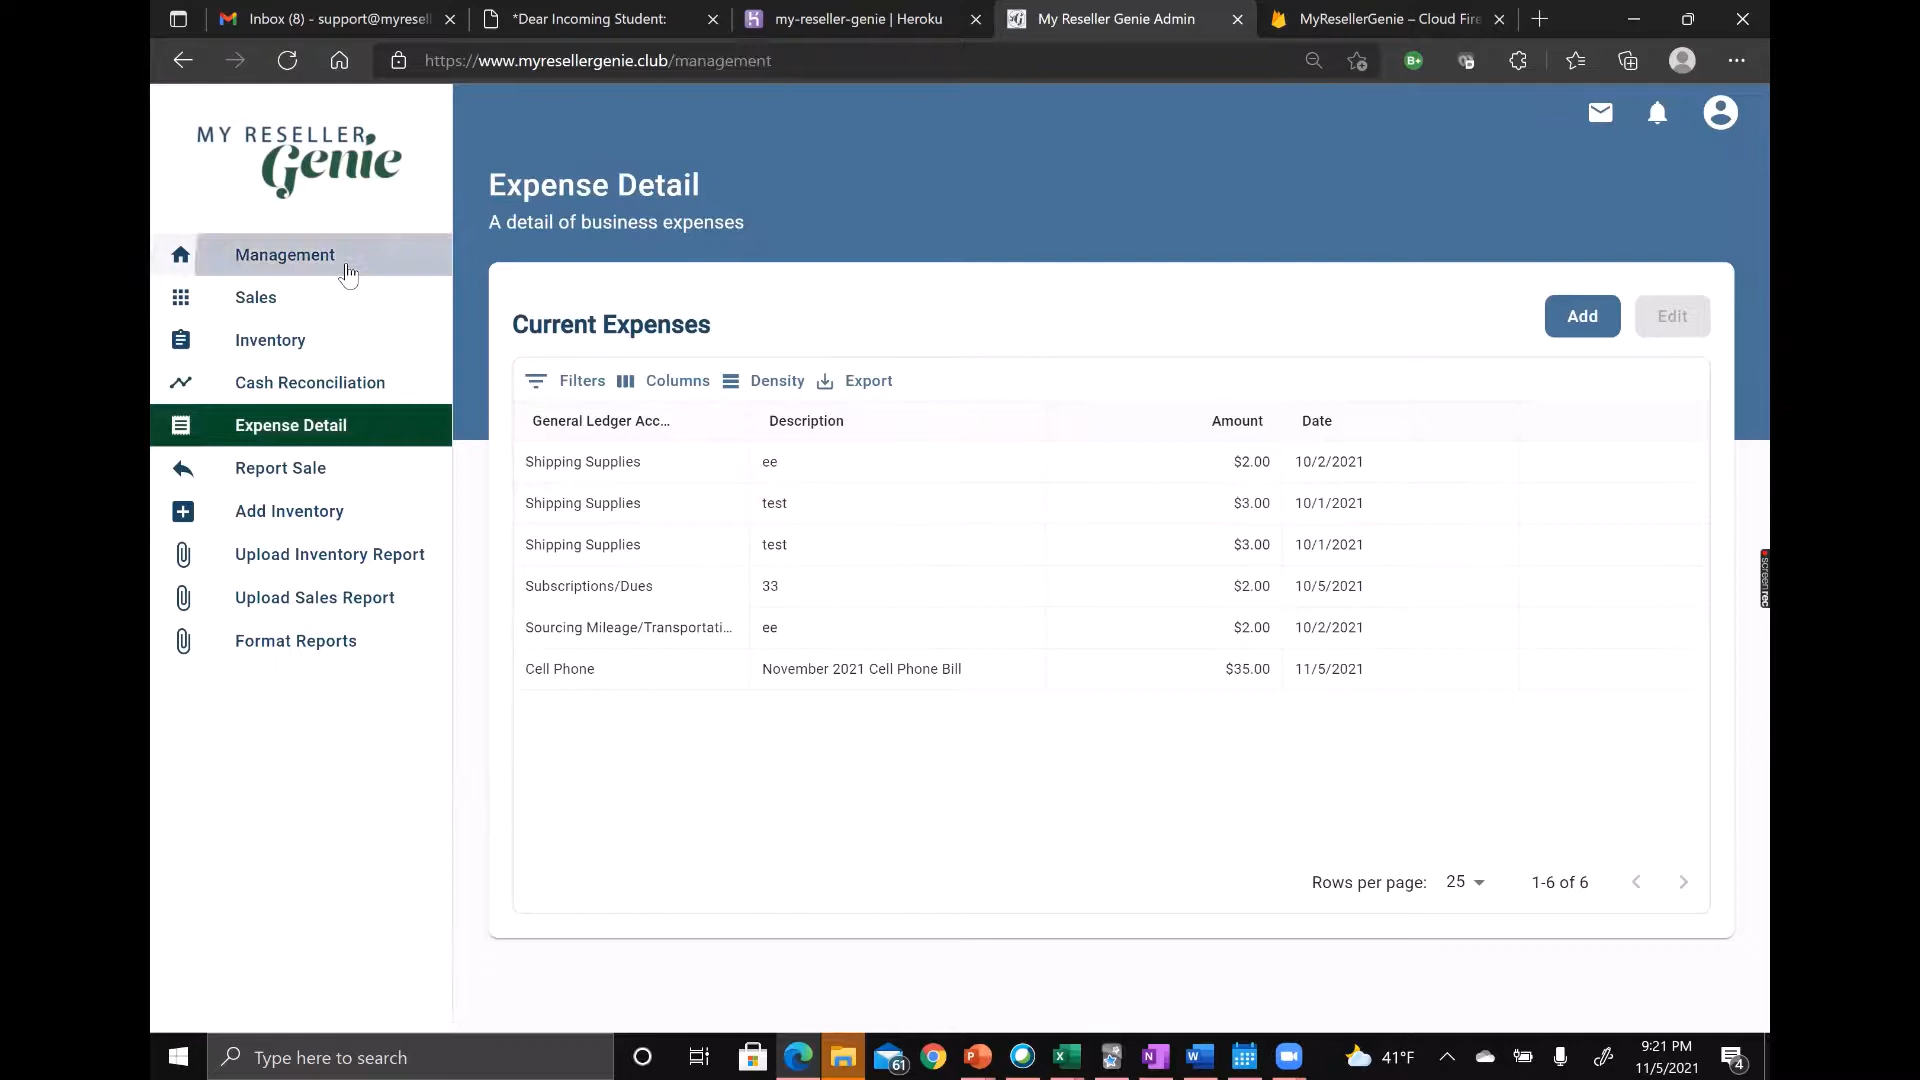 Inbox (8) - support@myresell
*Dear Incoming Student:
my-reseller-genie | Heroku
My Reseller Genie Admin
MyResellerGenie – Cloud Fire
https://www.myresellergenie.club/management
B+
MY RESELLER
Genie
Management
Sales
Inventory
Cash Reconciliation
Expense Detail
Report Sale
Add Inventory
Upload Inventory Report
Upload Sales Report
Format Reports
Expense Detail
A detail of business expenses
Current Expenses
Add
Edit
Filters Columns Density Export
General Ledger Acc... Description Amount Date
Shipping Supplies ee $2.00 10/2/2021
Shipping Supplies test $3.00 10/1/2021
Shipping Supplies test $3.00 10/1/2021
Subscriptions/Dues 33 $2.00 10/5/2021
Sourcing Mileage/Transportati... ee $2.00 10/2/2021
Cell Phone November 2021 Cell Phone Bill $35.00 11/5/2021
Rows per page: 25 1-6 of 6
screenrec
Type here to search
61
41°F
9:21 PM
11/5/2021
4